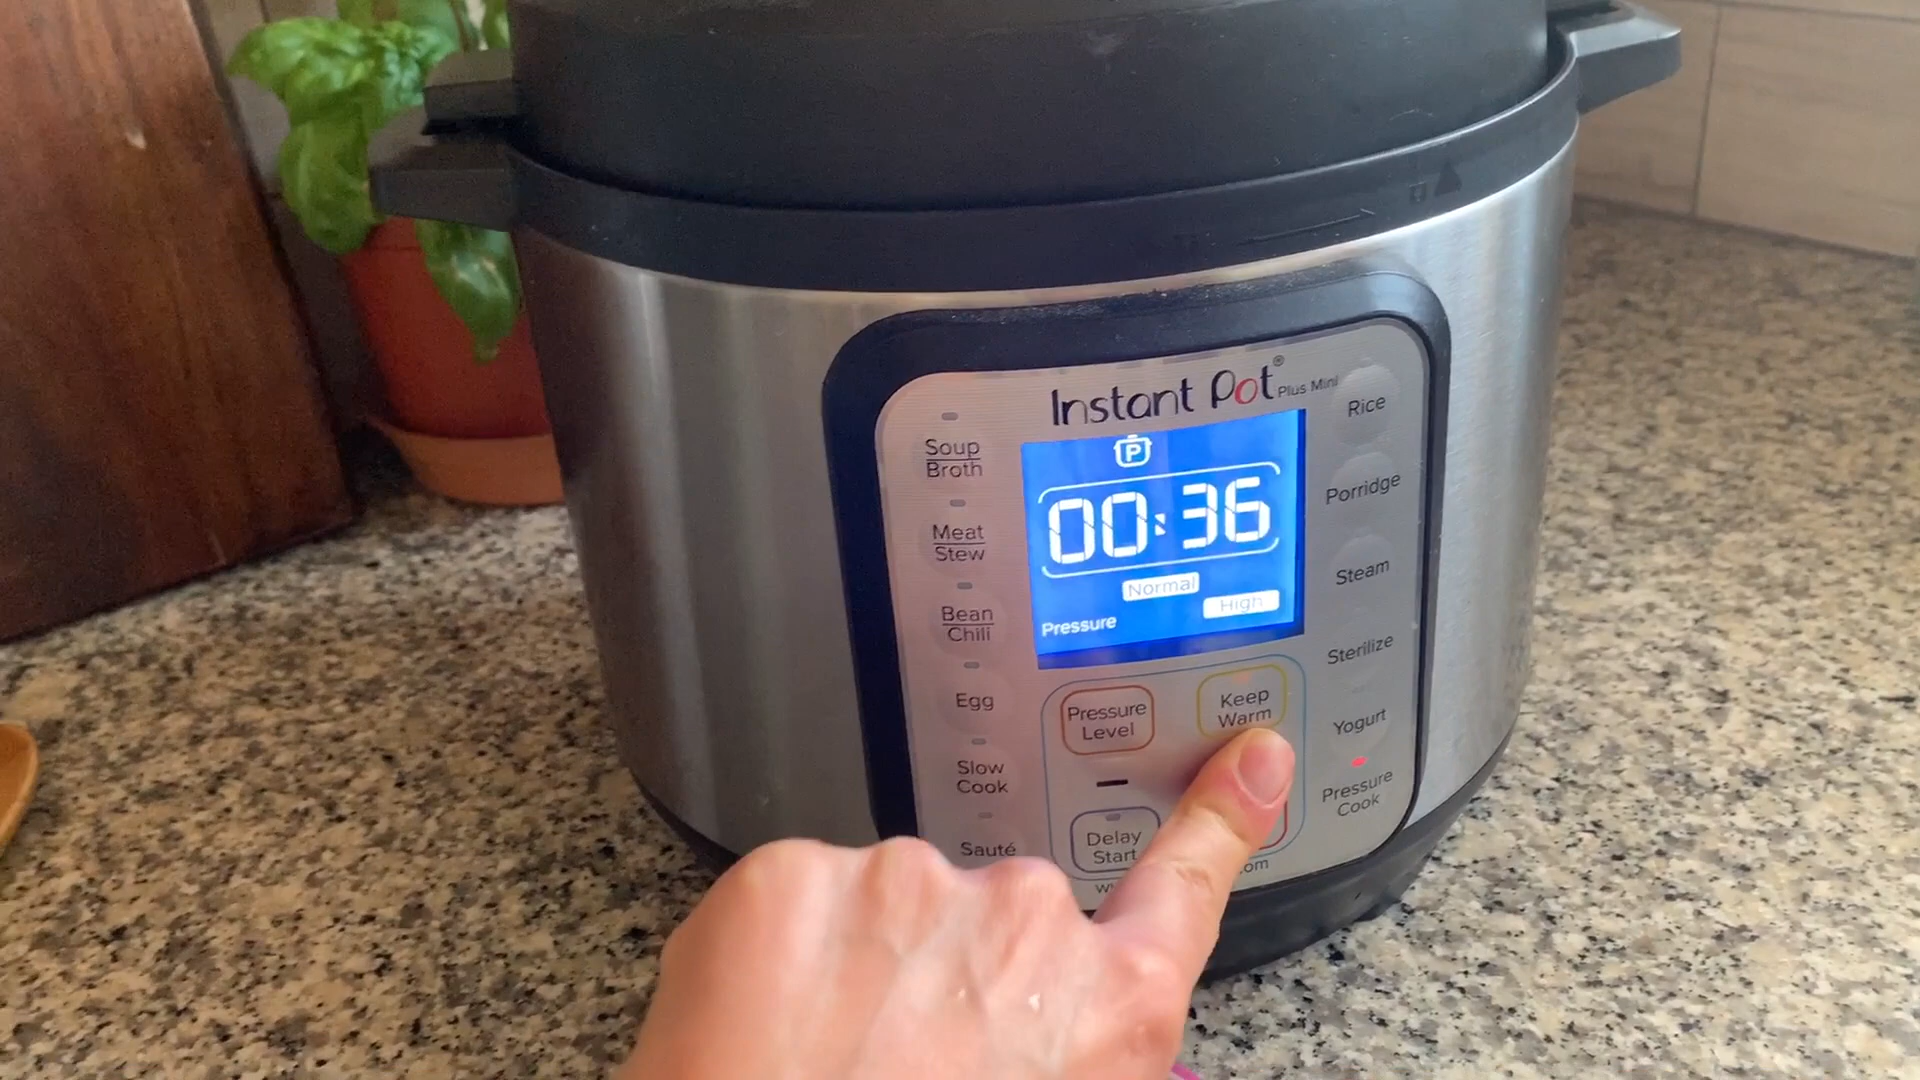 Instant Pot® Plus Mini
P
00:36
Normal
High
Pressure
Soup
Broth
Meat
Stew
Bean
Chili
Egg
Slow
Cook
Sauté
Pressure
Level
Keep
Warm
−
Delay
Start
.com
Rice
Porridge
Steam
Sterilize
Yogurt
Pressure
Cook